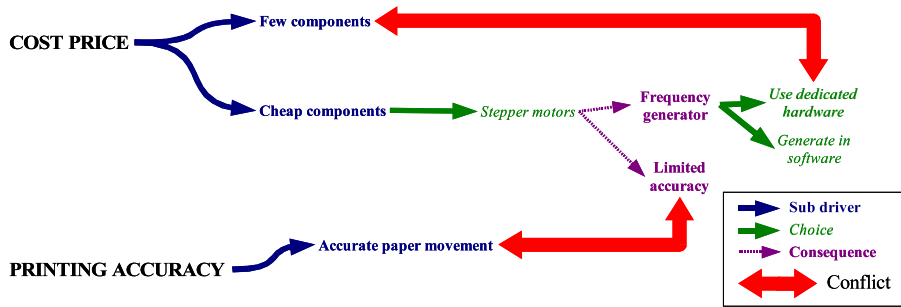 Few components
COST PRICE
Cheap components
Stepper motors
Frequency
generator
Use dedicated
hardware
Generate in
software
Limited
accuracy
Accurate paper movement
PRINTING ACCURACY
Sub driver
Choice
Consequence
Conflict